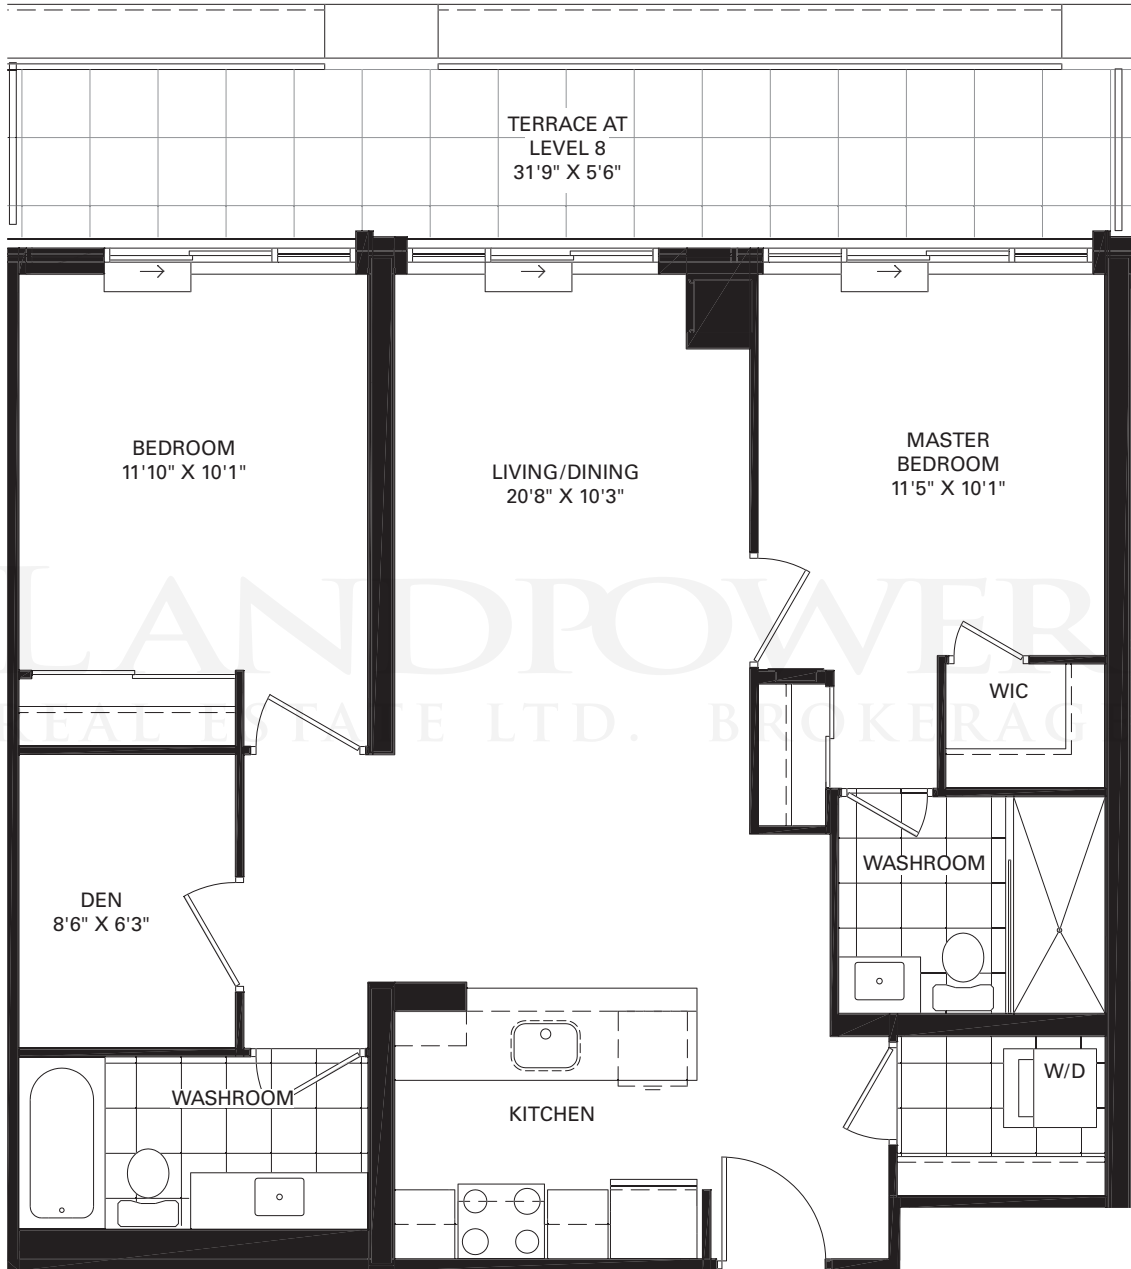 TERRACE AT
LEVEL 8
31'9" X 5'6"
BEDROOM
11'10" X 10'1"
LIVING/DINING
20'8" X 10'3"
MASTER
BEDROOM
11'5" X 10'1"
LANDPOWER
REAL ESTATE LTD. BROKERAGE
WIC
DEN
8'6" X 6'3"
WASHROOM
WASHROOM
KITCHEN
W/D